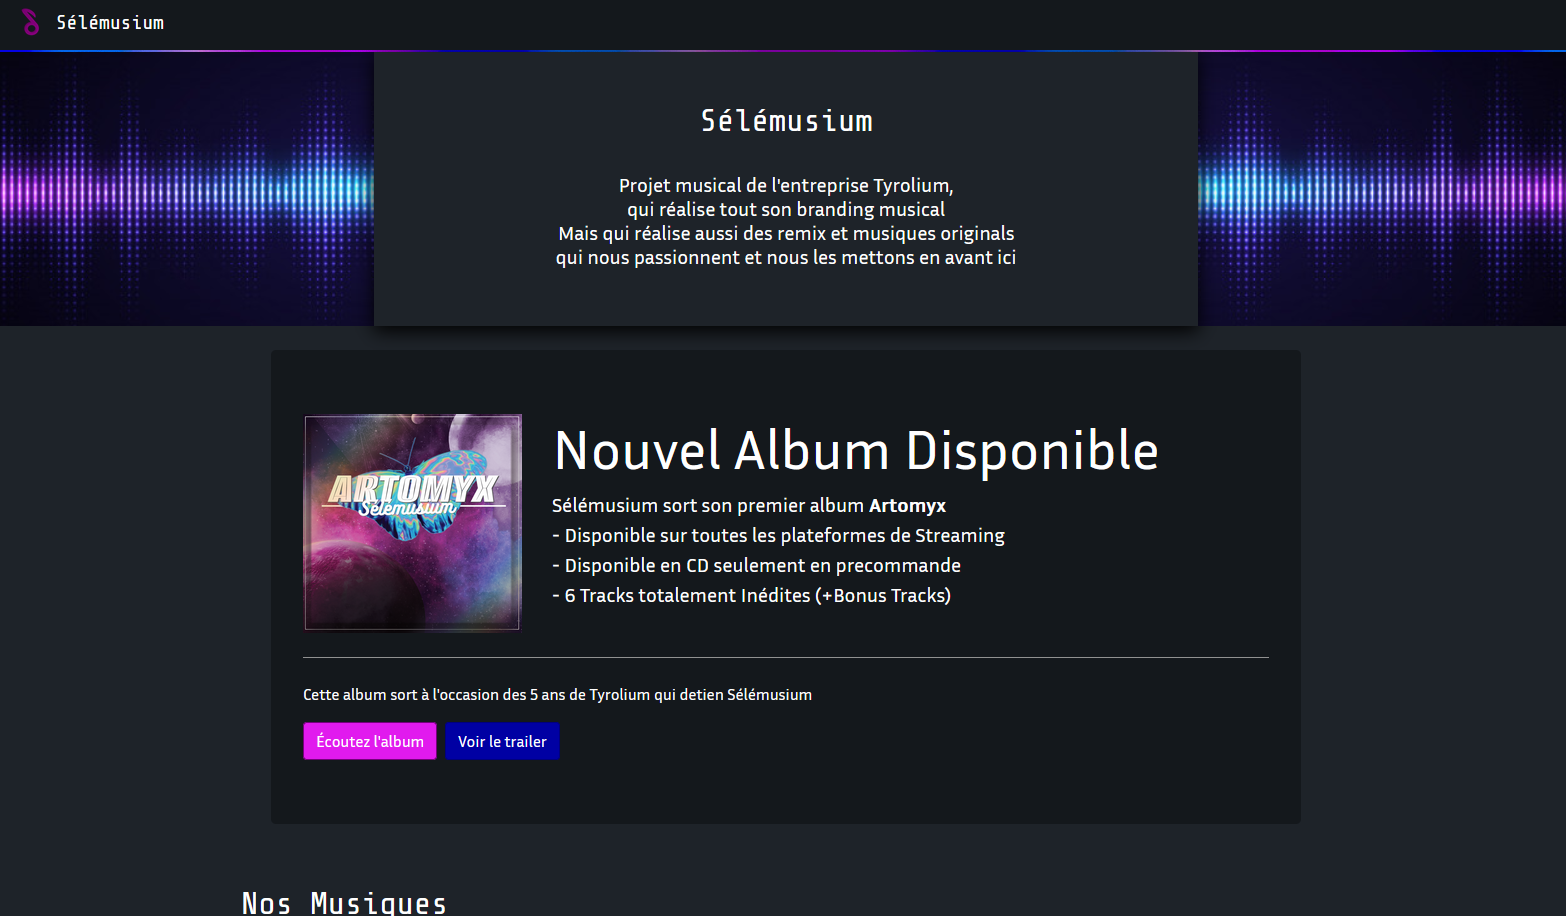 Sélémusium
Sélémusium
Projet musical de l'entreprise Tyrolium,
qui réalise tout son branding musical
Mais qui réalise aussi des remix et musiques originals
qui nous passionnent et nous les mettons en avant ici
ARTOMYX
Sélémusium
Nouvel Album Disponible
Sélémusium sort son premier album Artomyx
- Disponible sur toutes les plateformes de Streaming
- Disponible en CD seulement en precommande
- 6 Tracks totalement Inédites (+Bonus Tracks)
Cette album sort à l'occasion des 5 ans de Tyrolium qui detien Sélémusium
Écoutez l'album
Voir le trailer
Nos Musiques